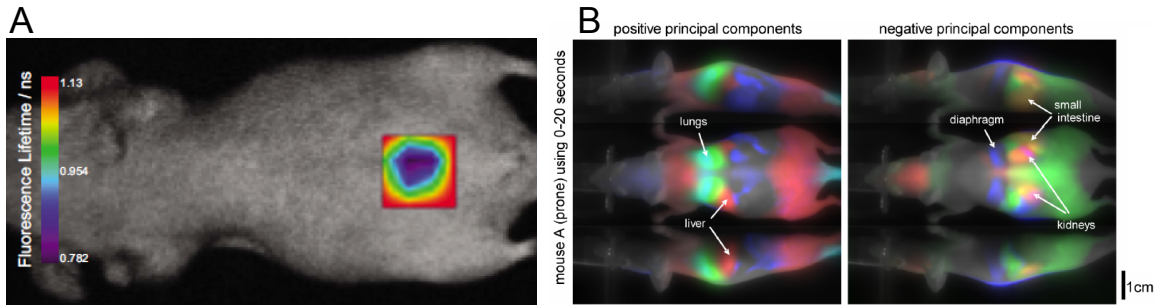 A
Fluorescence Lifetime / ns
1.13
0.954
0.782
B
positive principal components
negative principal components
mouse A (prone) using 0-20 seconds
lungs
liver
diaphragm
small
intestine
kidneys
1cm